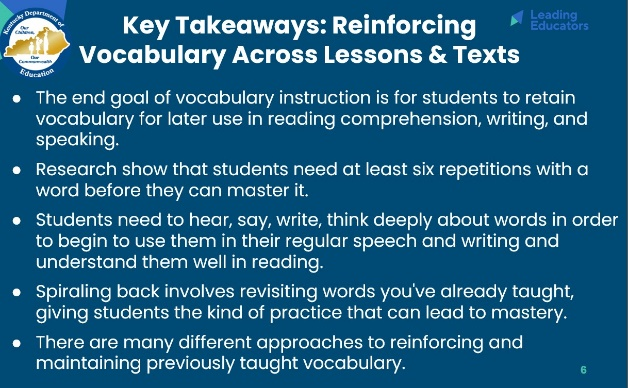 Kentucky Department of
Our
Children,
Our
Commonwealth
Education
Leading
Educators
Key Takeaways: Reinforcing
Vocabulary Across Lessons & Texts
● The end goal of vocabulary instruction is for students to retain
vocabulary for later use in reading comprehension, writing, and
speaking.
● Research show that students need at least six repetitions with a
word before they can master it.
● Students need to hear, say, write, think deeply about words in order
to begin to use them in their regular speech and writing and
understand them well in reading.
● Spiraling back involves revisiting words you've already taught,
giving students the kind of practice that can lead to mastery.
● There are many different approaches to reinforcing and
maintaining previously taught vocabulary.
6